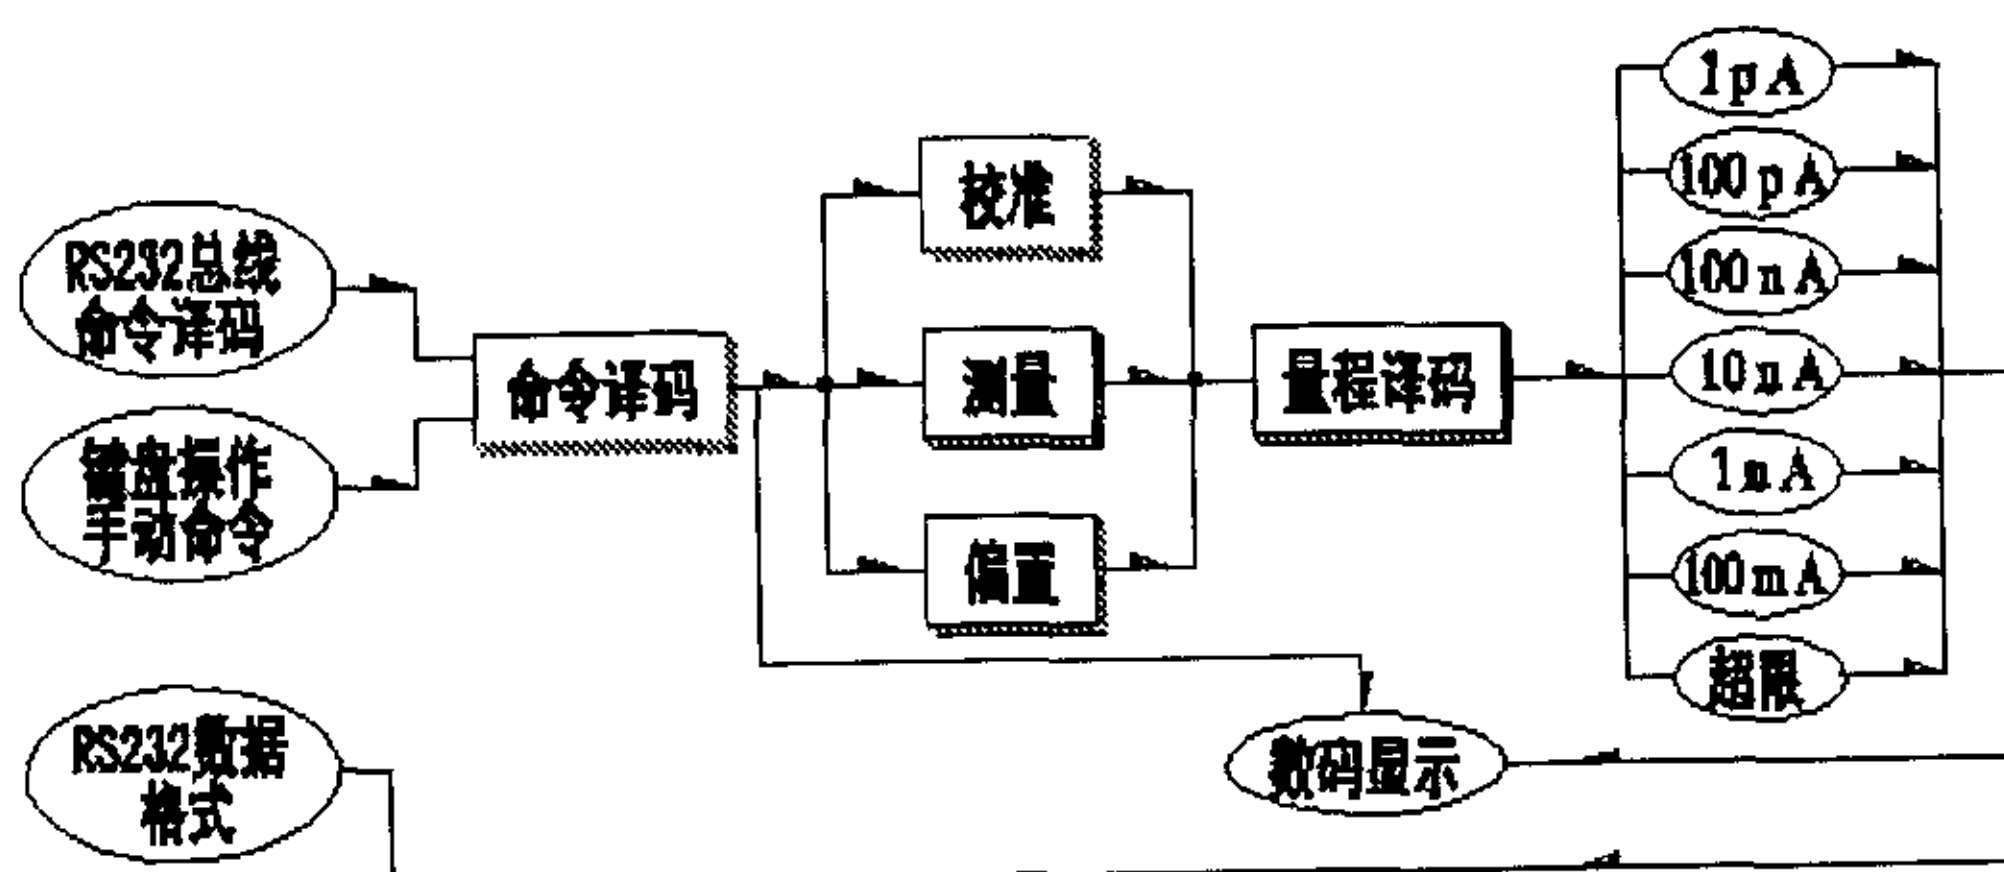 RS232总线
命令译码
键盘操作
手动命令
命令译码
校准
测量
偏置
量程译码
1pA
100pA
100nA
100mA
超限
数码显示
RS232数据
格式